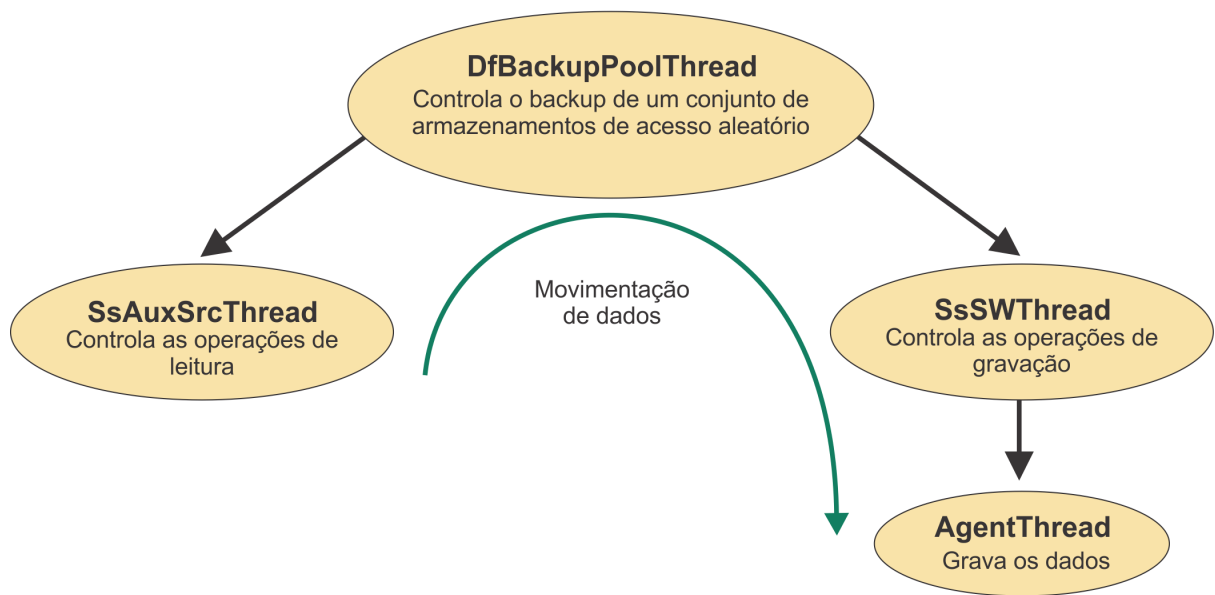 DfBackupPoolThread
Controla o backup de um conjunto de
armazenamentos de acesso aleatório
SsAuxSrcThread
Controla as operações de
leitura
Movimentação
de dados
SsSWThread
Controla as operações de
gravação
AgentThread
Grava os dados